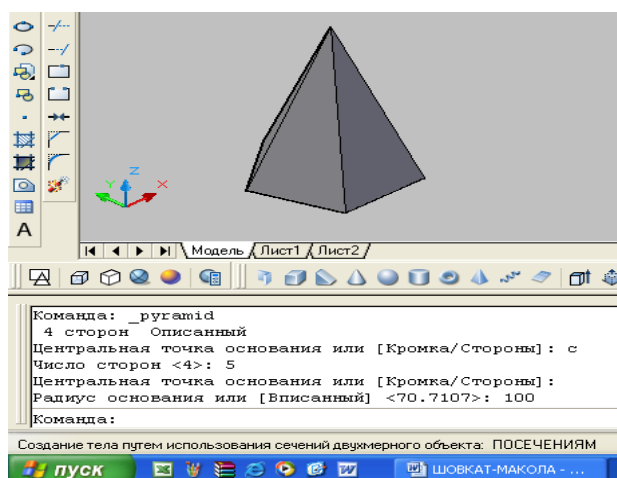 Z
Y X
A
Модель Лист1 Лист2
Команда: _pyramid
4 сторон Описанный
Центральная точка основания или [Кромка/Стороны]: с
Число сторон <4>: 5
Центральная точка основания или [Кромка/Стороны]:
Радиус основания или [Вписанный] <70.7107>: 100
Команда:
Создание тела путем использования сечений двухмерного объекта: ПОСЕЧЕНИЯМ
пуск ШОВКАТ-МАКОЛА - ...